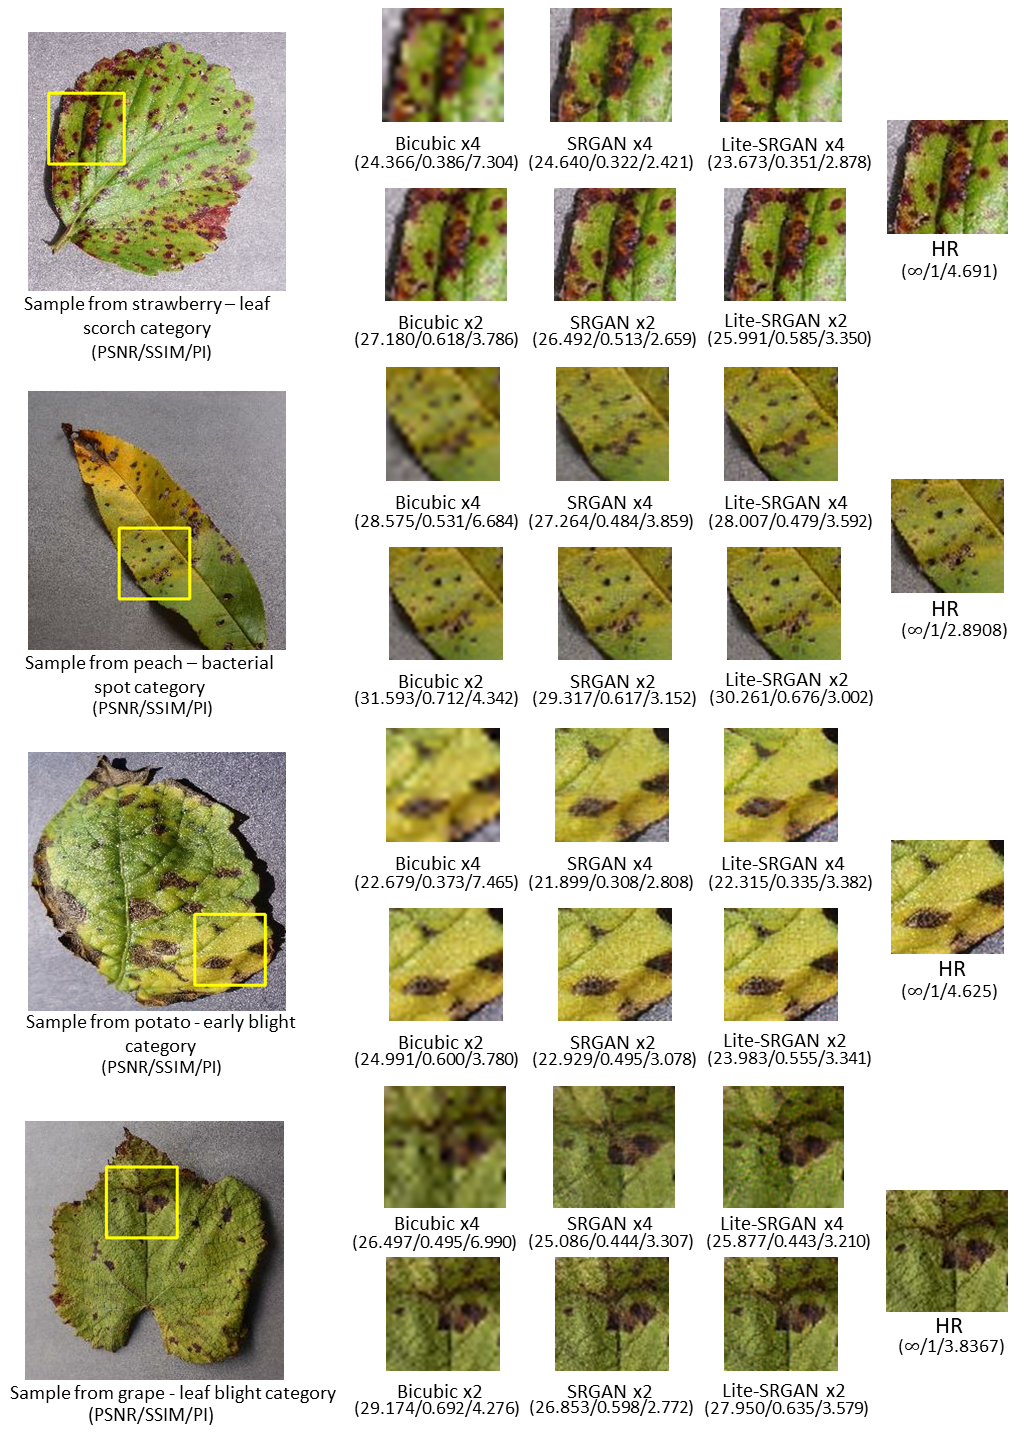 Bicubic x4
(24.366/0.386/7.304)
SRGAN x4
(24.640/0.322/2.421)
Lite-SRGAN x4
(23.673/0.351/2.878)
HR
(∞/1/4.691)
Sample from strawberry – leaf
scorch category
(PSNR/SSIM/PI)
Bicubic x2
(27.180/0.618/3.786)
SRGAN x2
(26.492/0.513/2.659)
Lite-SRGAN x2
(25.991/0.585/3.350)
Bicubic x4
(28.575/0.531/6.684)
SRGAN x4
(27.264/0.484/3.859)
Lite-SRGAN x4
(28.007/0.479/3.592)
HR
(∞/1/2.8908)
Sample from peach – bacterial
spot category
(PSNR/SSIM/PI)
Bicubic x2
(31.593/0.712/4.342)
SRGAN x2
(29.317/0.617/3.152)
Lite-SRGAN x2
(30.261/0.676/3.002)
Bicubic x4
(22.679/0.373/7.465)
SRGAN x4
(21.899/0.308/2.808)
Lite-SRGAN x4
(22.315/0.335/3.382)
HR
(∞/1/4.625)
Sample from potato - early blight
category
(PSNR/SSIM/PI)
Bicubic x2
(24.991/0.600/3.780)
SRGAN x2
(22.929/0.495/3.078)
Lite-SRGAN x2
(23.983/0.555/3.341)
Bicubic x4
(26.497/0.495/6.990)
SRGAN x4
(25.086/0.444/3.307)
Lite-SRGAN x4
(25.877/0.443/3.210)
HR
(∞/1/3.8367)
Sample from grape - leaf blight category
(PSNR/SSIM/PI)
Bicubic x2
(29.174/0.692/4.276)
SRGAN x2
(26.853/0.598/2.772)
Lite-SRGAN x2
(27.950/0.635/3.579)